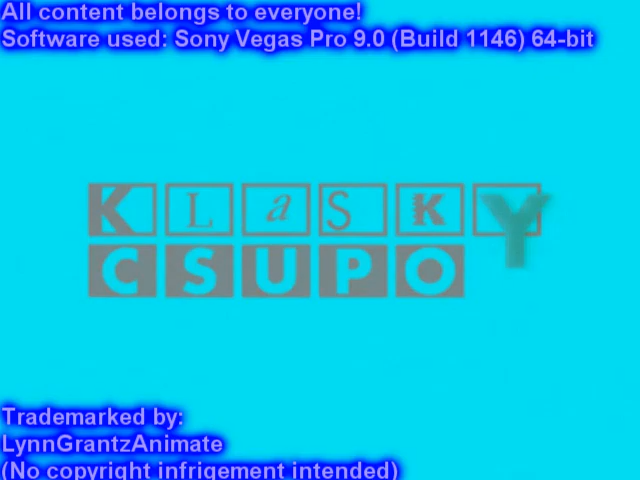 All content belongs to everyone!
Software used: Sony Vegas Pro 9.0 (Build 1146) 64-bit
KLaSKY
CSUPO
Trademarked by:
LynnGrantzAnimate
(No copyright infrigement intended)